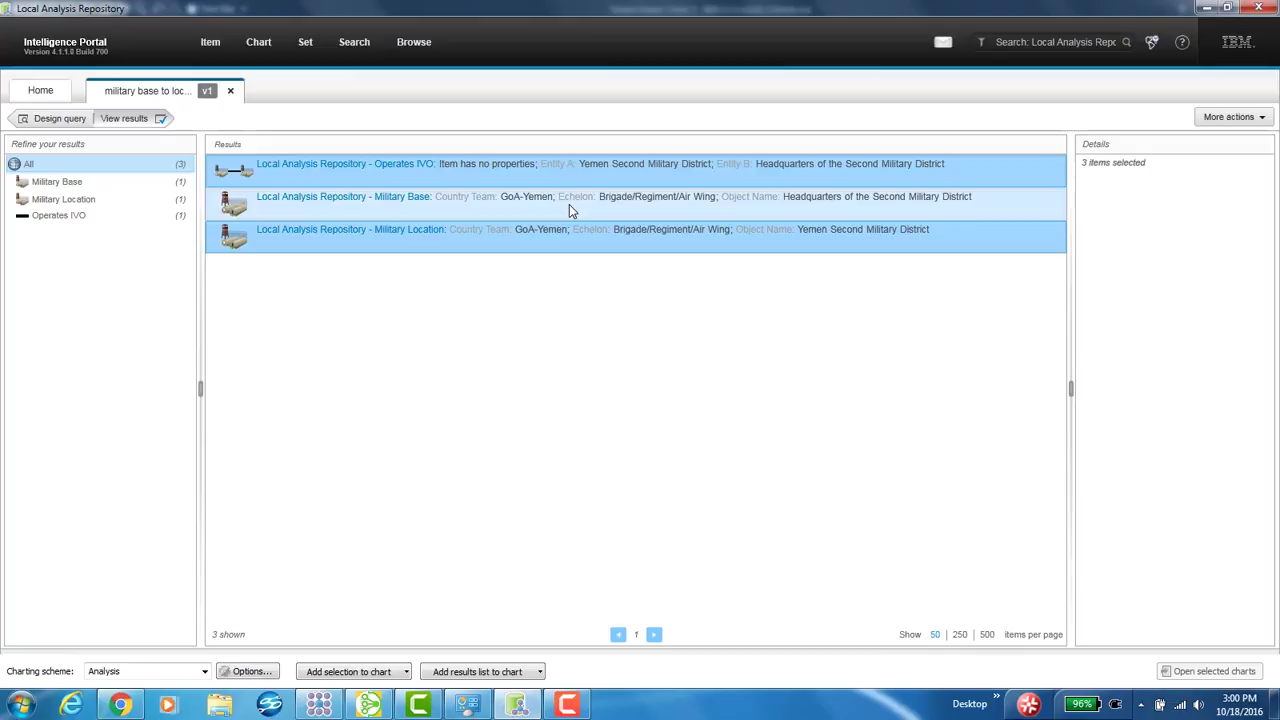 Local Analysis Repository
Intelligence Portal
Version 4.1.1.0 Build 700
Item Chart Set Search Browse
Search: Local Analysis Repo
IBM.
Home
military base to loc... v1
Design query View results
More actions
Refine your results
All (3)
Military Base (1)
Military Location (1)
Operates IVO (1)
Results
Local Analysis Repository - Operates IVO: Item has no properties; Entity A: Yemen Second Military District; Entity B: Headquarters of the Second Military District
Local Analysis Repository - Military Base: Country Team: GoA-Yemen; Echelon: Brigade/Regiment/Air Wing; Object Name: Headquarters of the Second Military District
Local Analysis Repository - Military Location: Country Team: GoA-Yemen; Echelon: Brigade/Regiment/Air Wing; Object Name: Yemen Second Military District
Details
3 items selected
3 shown
1
Show 50 | 250 | 500 items per page
Charting scheme: Analysis Options... Add selection to chart Add results list to chart Open selected charts
Desktop
96%
3:00 PM
10/18/2016